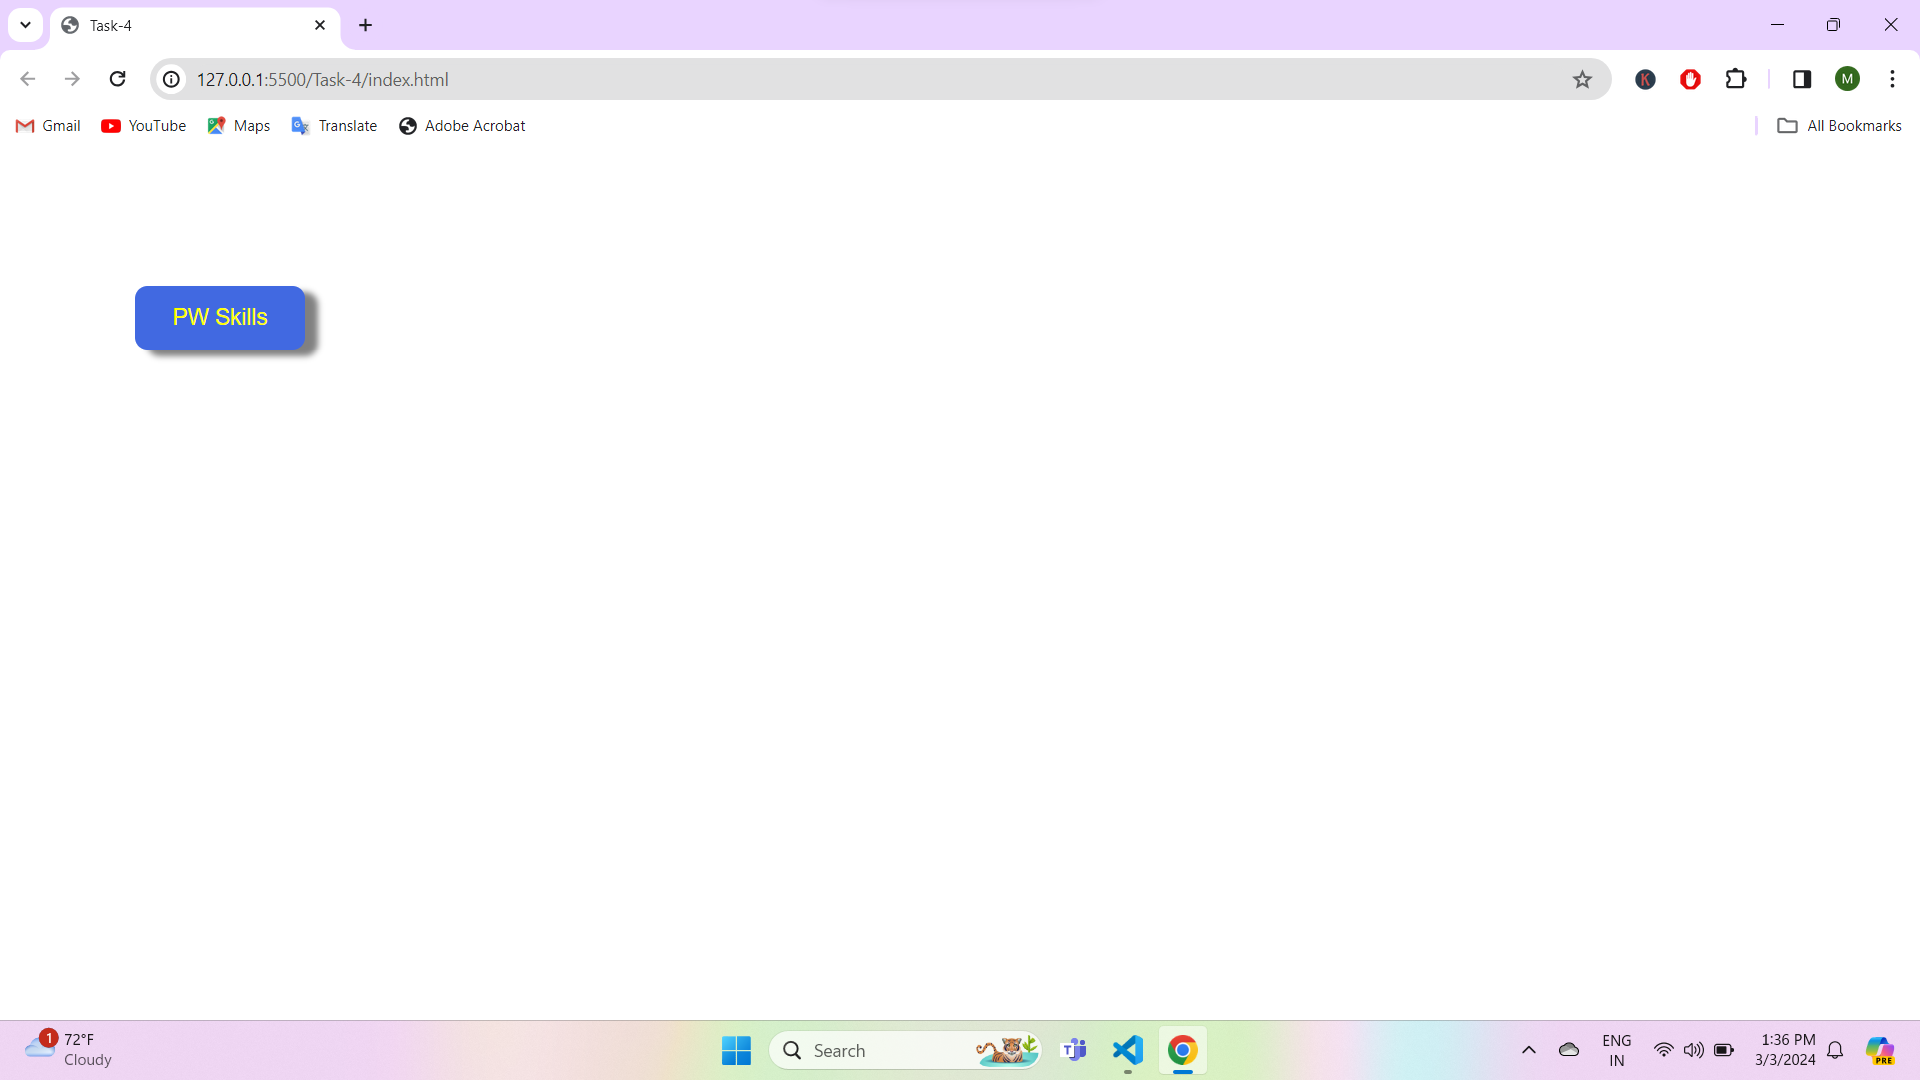 Task-4
127.0.0.1:5500/Task-4/index.html
K
M
Gmail
YouTube
Maps
Translate
Adobe Acrobat
All Bookmarks
PW Skills
1
72°F
Cloudy
Search
T
ENG
IN
1:36 PM
3/3/2024
PRE